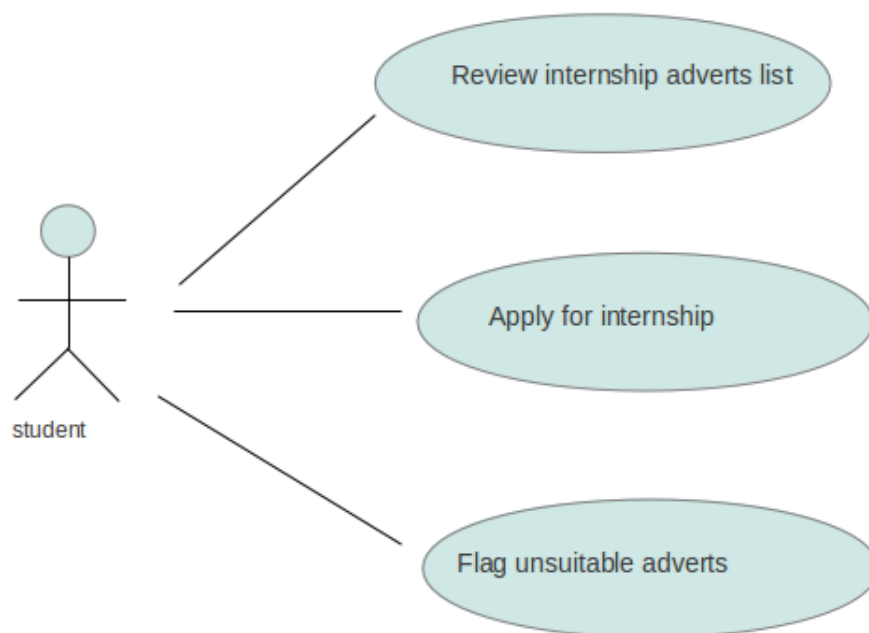 Review internship adverts list
Apply for internship
student
Flag unsuitable adverts